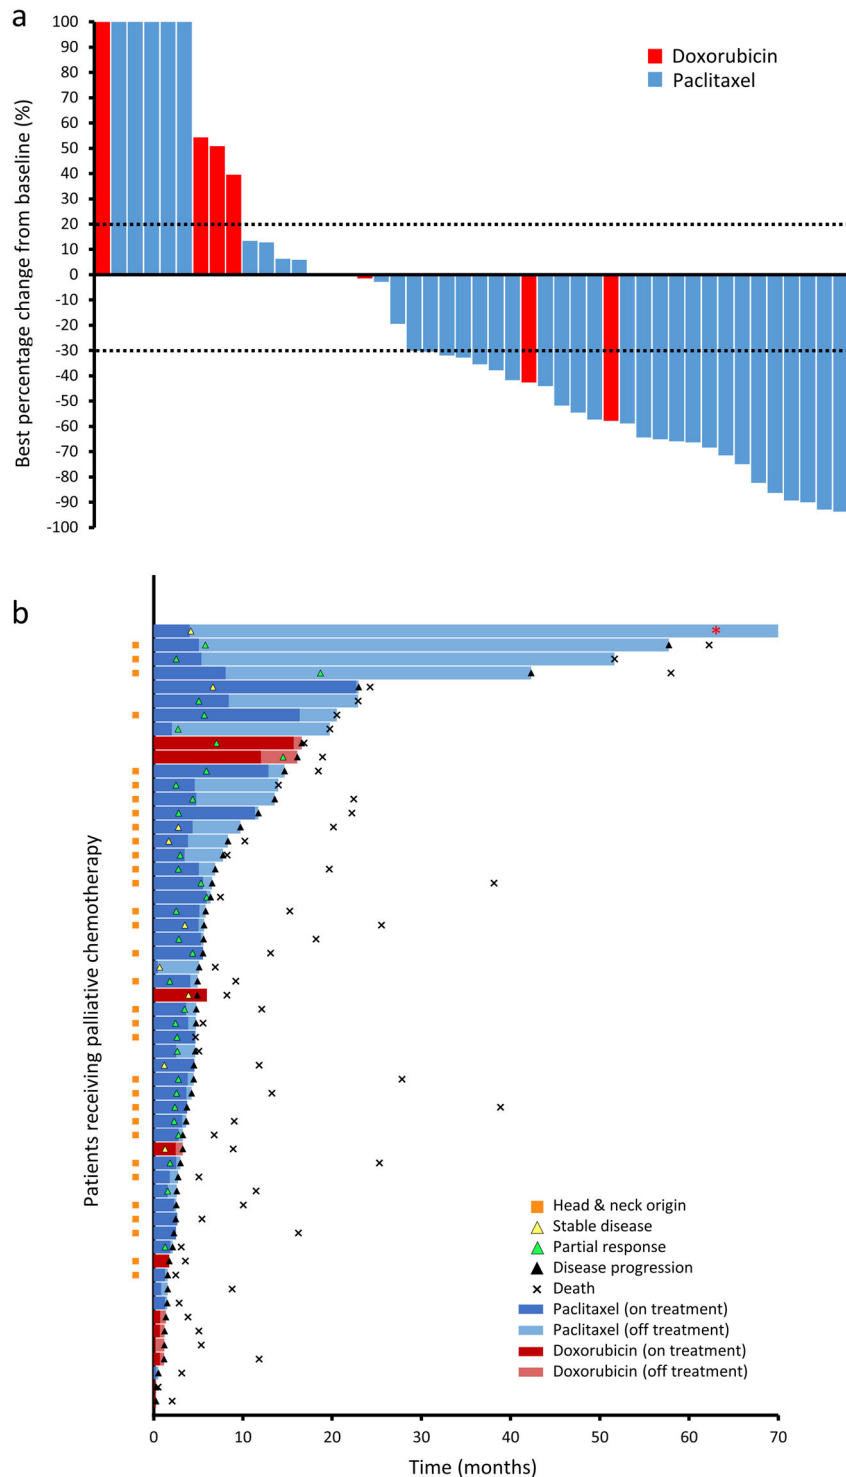 a
Best percentage change from baseline (%)
100
90
80
70
60
50
40
30
20
10
0
-10
-20
-30
-40
-50
-60
-70
-80
-90
-100
Doxorubicin
Paclitaxel
b
Patients receiving palliative chemotherapy
*
Head & neck origin
Stable disease
Partial response
Disease progression
Death
Paclitaxel (on treatment)
Paclitaxel (off treatment)
Doxorubicin (on treatment)
Doxorubicin (off treatment)
0 10 20 30 40 50 60 70
Time (months)